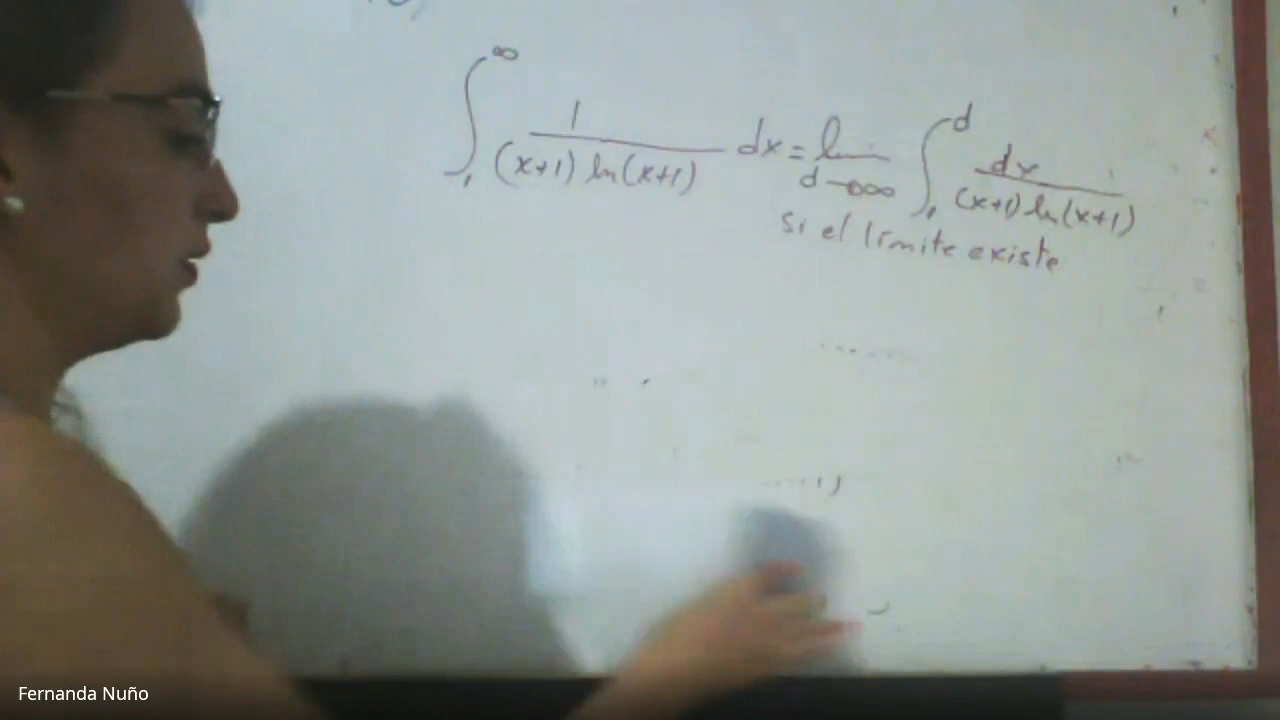 ∫₁^∞ 1/((x+1) ln(x+1)) dx = lim_{d→∞} ∫₁^d dx/((x+1) ln(x+1))
si el límite existe
Fernanda Nuño